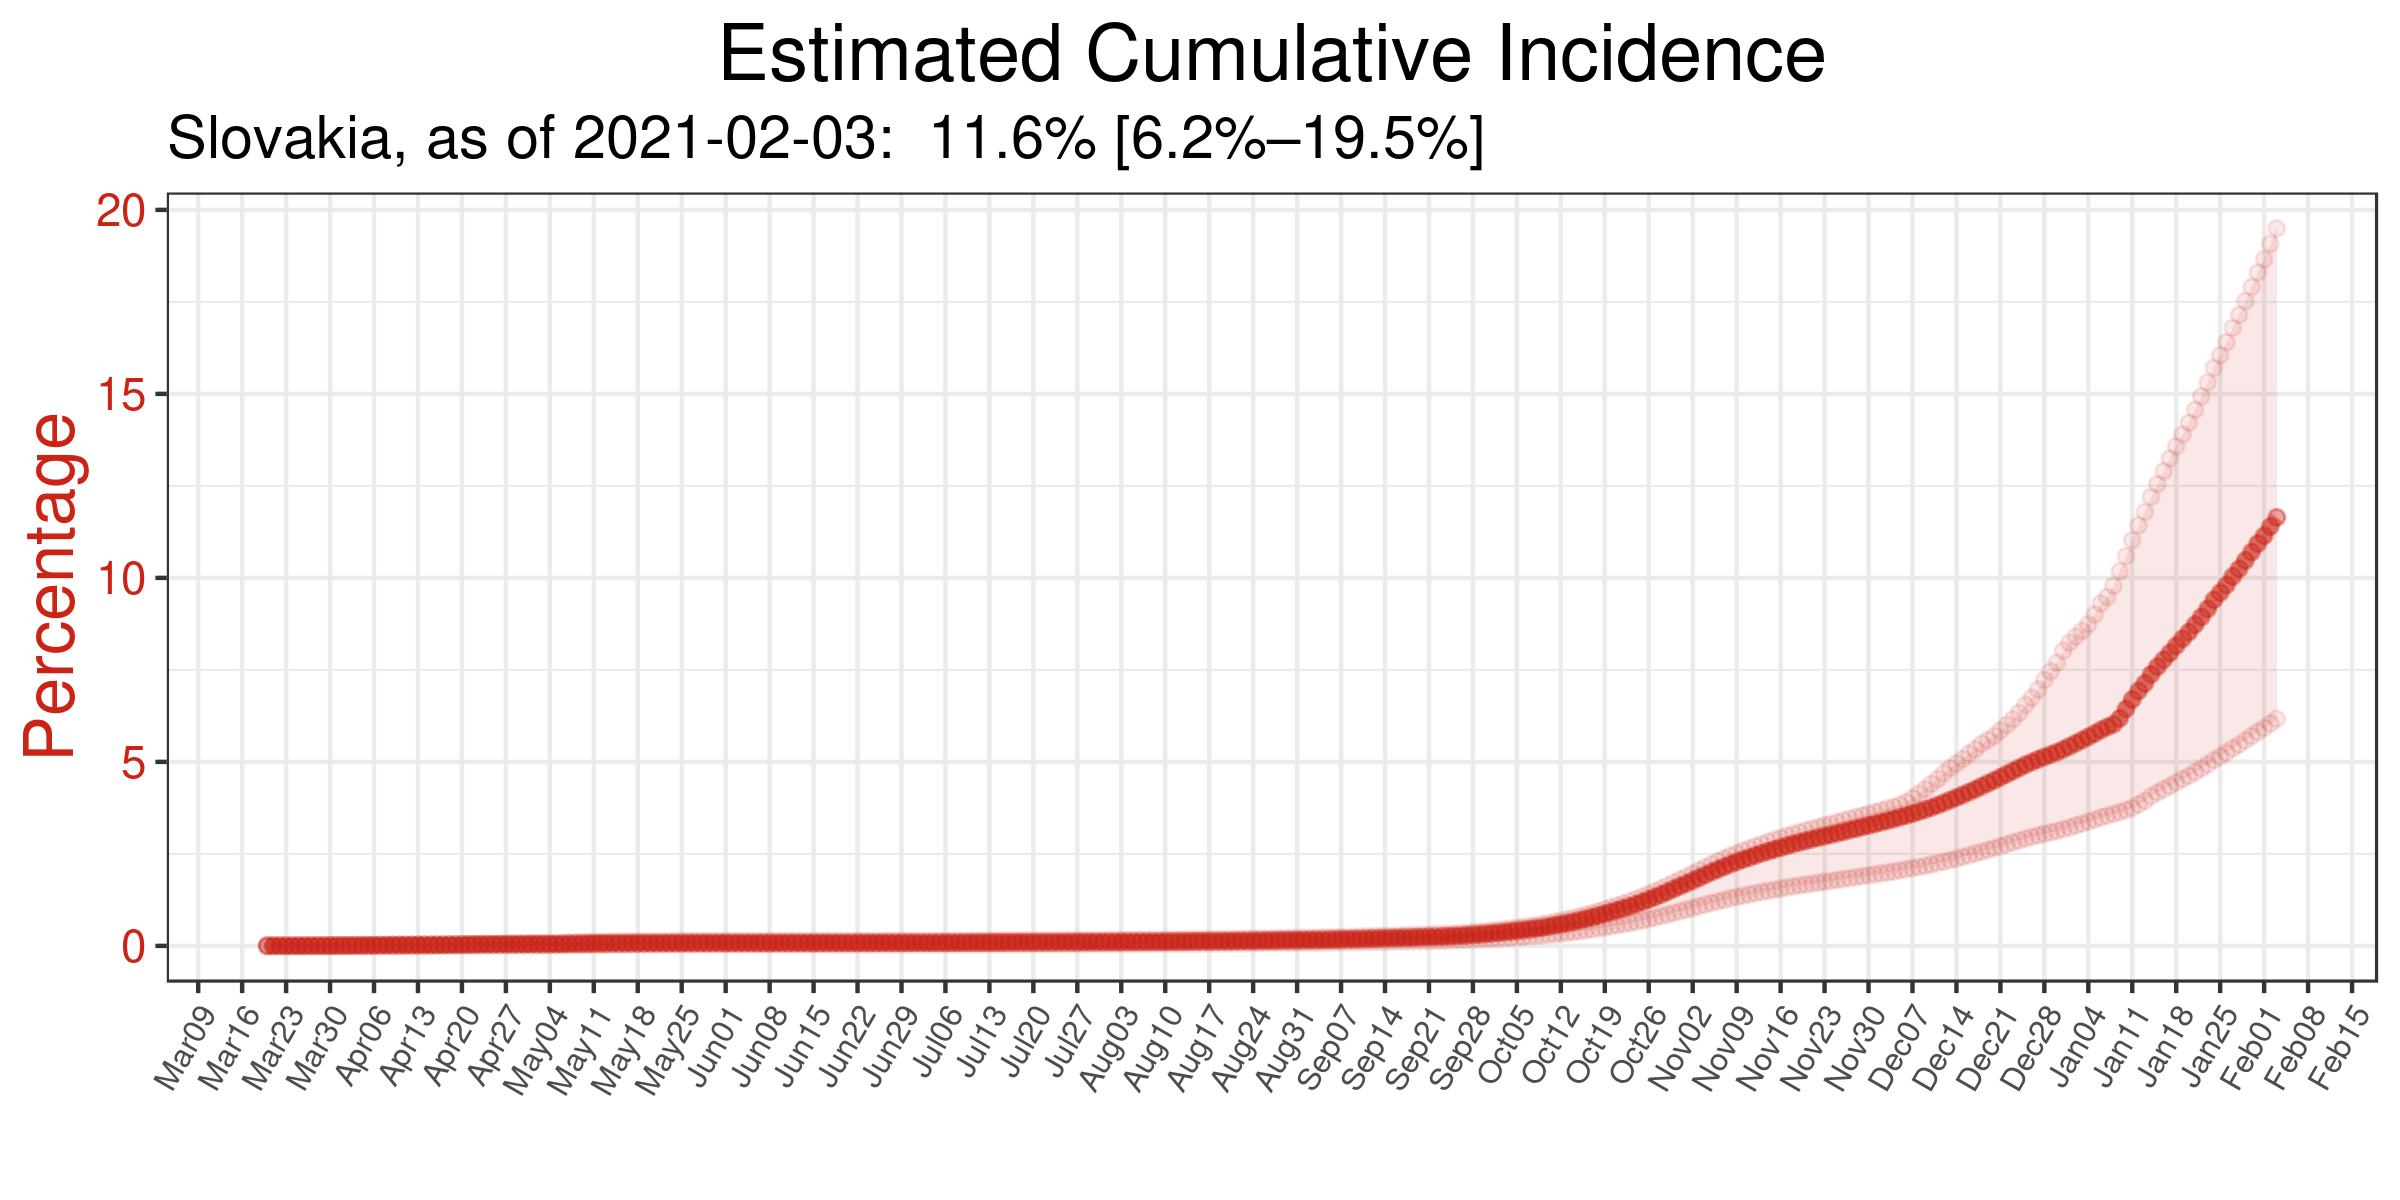 Estimated Cumulative Incidence
Slovakia, as of 2021-02-03:  11.6% [6.2%–19.5%]
Percentage
20
15
10
5
0
Mar09 Mar16 Mar23 Mar30 Apr06 Apr13 Apr20 Apr27 May04 May11 May18 May25 Jun01 Jun08 Jun15 Jun22 Jun29 Jul06 Jul13 Jul20 Jul27 Aug03 Aug10 Aug17 Aug24 Aug31 Sep07 Sep14 Sep21 Sep28 Oct05 Oct12 Oct19 Oct26 Nov02 Nov09 Nov16 Nov23 Nov30 Dec07 Dec14 Dec21 Dec28 Jan04 Jan11 Jan18 Jan25 Feb01 Feb08 Feb15